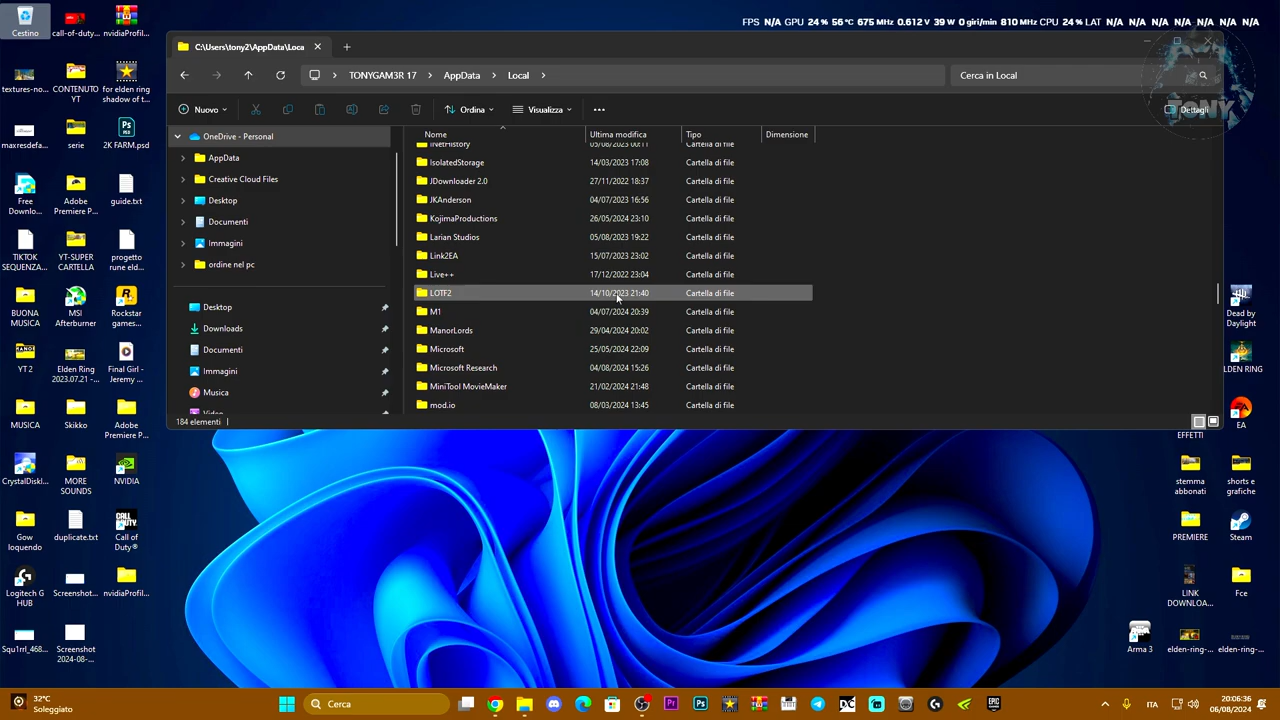 FPS N/A GPU 24 % 56 °C 675 MHz 0.612 V 39 W 0 giri/min 810 MHz CPU 24 % LAT N/A N/A N/A N/A N/A N/A
C:\Users\tony2\AppData\Loca
TONYGAM3R 17 AppData Local
Cerca in Local
Nuovo
Ordina
Visualizza
Dettagli
TONY
OneDrive - Personal
AppData
Creative Cloud Files
Desktop
Documenti
Immagini
ordine nel pc
Desktop
Downloads
Documenti
Immagini
Musica
Video
Nome Ultima modifica Tipo Dimensione
INetHistory 05/08/2023 00:11 Cartella di file
IsolatedStorage 14/03/2023 17:08 Cartella di file
JDownloader 2.0 27/11/2022 18:37 Cartella di file
JKAnderson 04/07/2023 16:56 Cartella di file
KojimaProductions 26/05/2024 23:10 Cartella di file
Larian Studios 05/08/2023 19:22 Cartella di file
Link2EA 15/07/2023 23:02 Cartella di file
Live++ 17/12/2022 23:04 Cartella di file
LOTF2 14/10/2023 21:40 Cartella di file
M1 04/07/2024 20:39 Cartella di file
ManorLords 29/04/2024 20:02 Cartella di file
Microsoft 25/05/2024 22:09 Cartella di file
Microsoft Research 04/08/2024 15:26 Cartella di file
MiniTool MovieMaker 21/02/2024 21:48 Cartella di file
mod.io 08/03/2024 13:45 Cartella di file
184 elementi
Cestino
call-of-duty...
nvidiaProfil...
textures-no...
CONTENUTO
YT
for elden ring
shadow of t...
maxresdefa...
serie
2K FARM.psd
Free
Downlo...
Adobe
Premiere P...
guide.txt
TIKTOK
SEQUENZA...
YT-SUPER
CARTELLA
progetto
rune eld...
BUONA
MUSICA
MSI
Afterburner
Rockstar
games...
YT 2
Elden Ring
2023.07.21 -...
Final Girl -
Jeremy ...
MUSICA
Skikko
Adobe
Premiere P...
CrystalDiskI...
MORE
SOUNDS
NVIDIA
Gow
loquendo
duplicate.txt
Call of
Duty®
Logitech G
HUB
Screenshot...
nvidiaProfil...
Squ1rrl_468...
Screenshot
2024-08-...
Dead by
Daylight
ELDEN RING
EFFETTI
EA
stemma
abbonati
shorts e
grafiche
PREMIERE
Steam
LINK
DOWNLOA...
Fce
Arma 3
elden-ring-...
elden-ring-...
32°C
Soleggiato
Cerca
ITA
20:06:36
06/08/2024